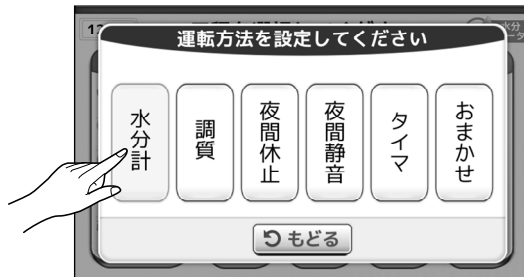 運転方法を設定してください
水分計
調質
夜間休止
夜間静音
タイマ
おまかせ
もどる